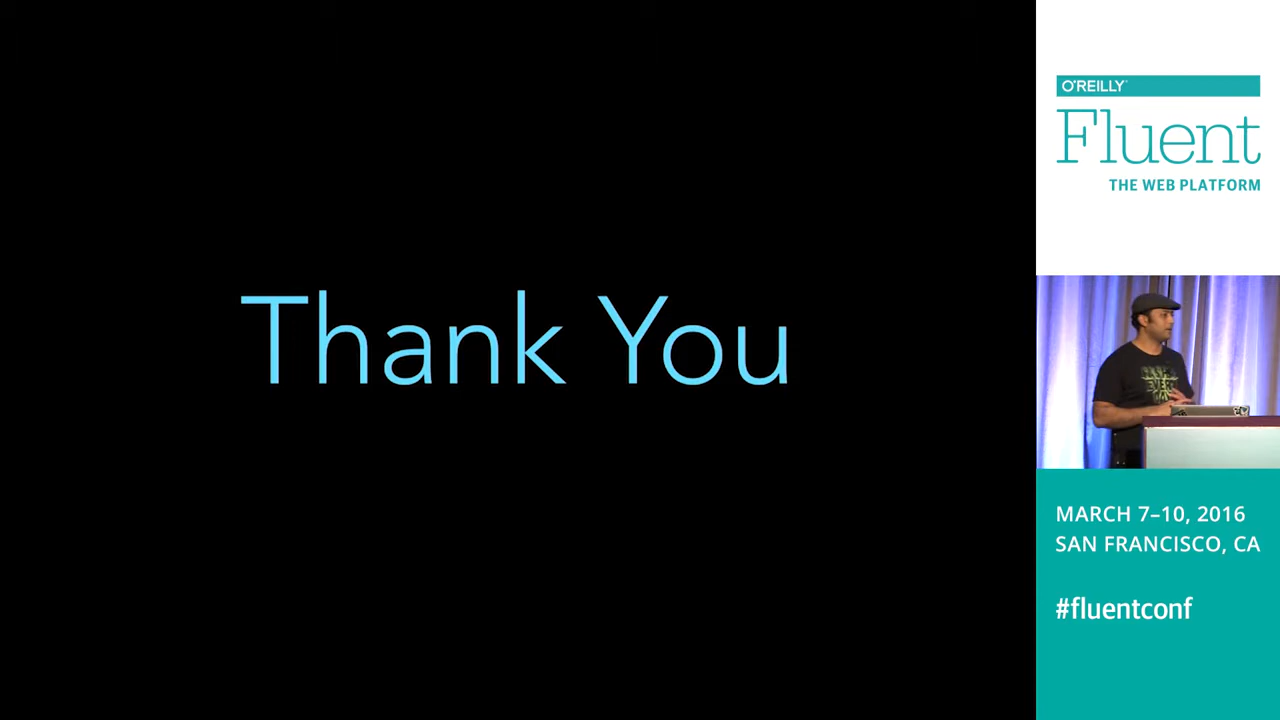 Thank You
O'REILLY®
Fluent
THE WEB PLATFORM
MARCH 7–10, 2016
SAN FRANCISCO, CA
#fluentconf